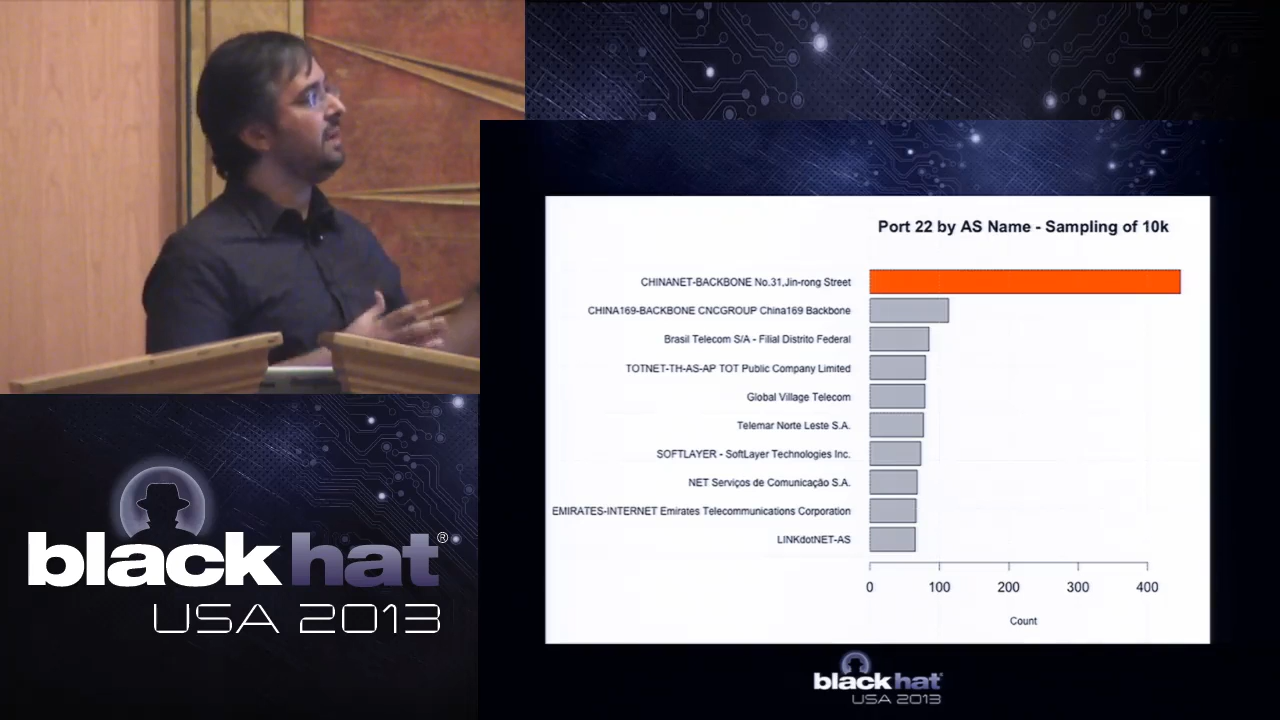 Port 22 by AS Name - Sampling of 10k
CHINANET-BACKBONE No.31,Jin-rong Street
CHINA169-BACKBONE CNCGROUP China169 Backbone
Brasil Telecom S/A - Filial Distrito Federal
TOTNET-TH-AS-AP TOT Public Company Limited
Global Village Telecom
Telemar Norte Leste S.A.
SOFTLAYER - SoftLayer Technologies Inc.
NET Serviços de Comunicação S.A.
EMIRATES-INTERNET Emirates Telecommunications Corporation
LINKdotNET-AS
0 100 200 300 400
Count
black hat®
USA 2013
black hat®
USA 2013